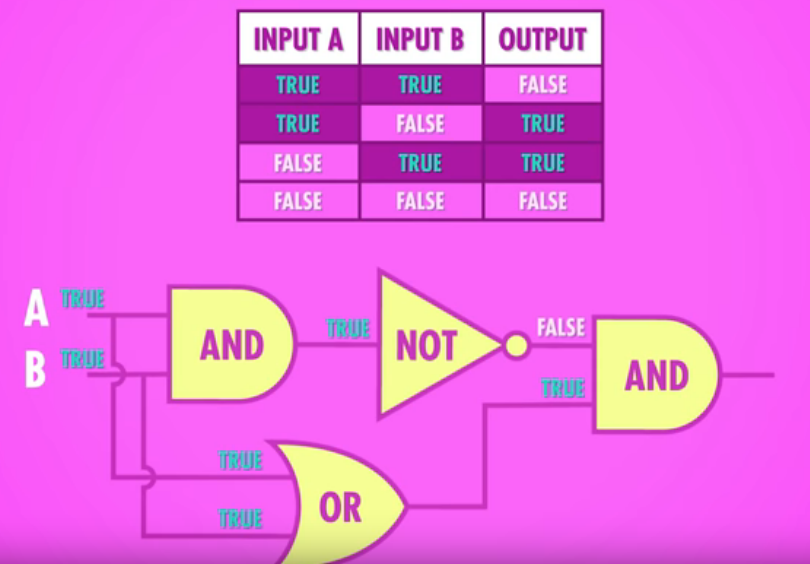 INPUT A INPUT B OUTPUT
TRUE TRUE FALSE
TRUE FALSE TRUE
FALSE TRUE TRUE
FALSE FALSE FALSE
A TRUE
B TRUE
AND
TRUE
NOT
FALSE
TRUE
AND
TRUE
TRUE
OR